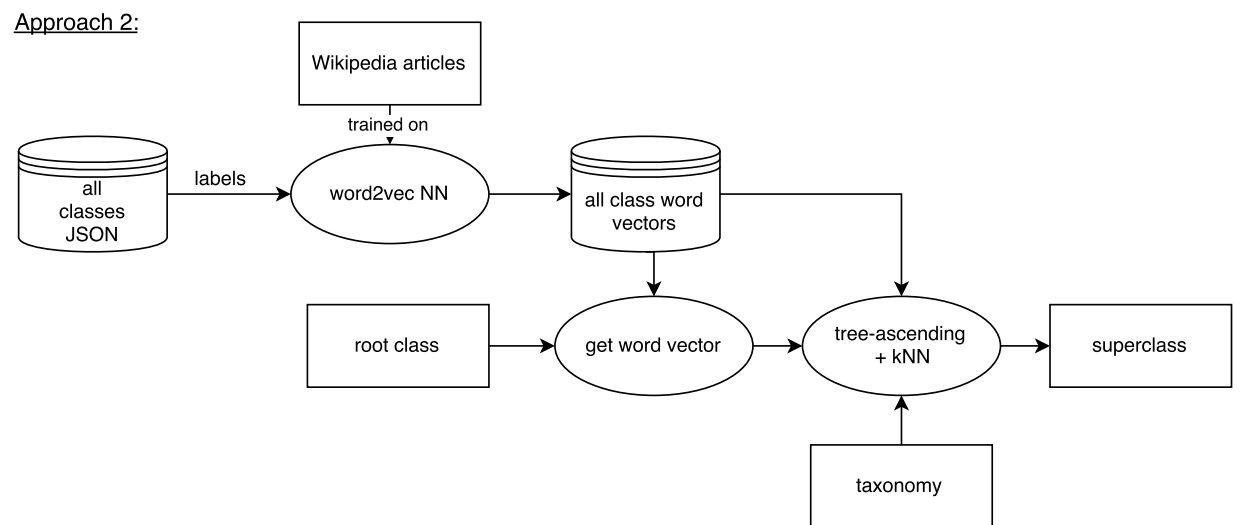 Approach 2:
Wikipedia articles
trained on
all
classes
JSON
labels
word2vec NN
all class word
vectors
root class
get word vector
tree-ascending
+ kNN
superclass
taxonomy